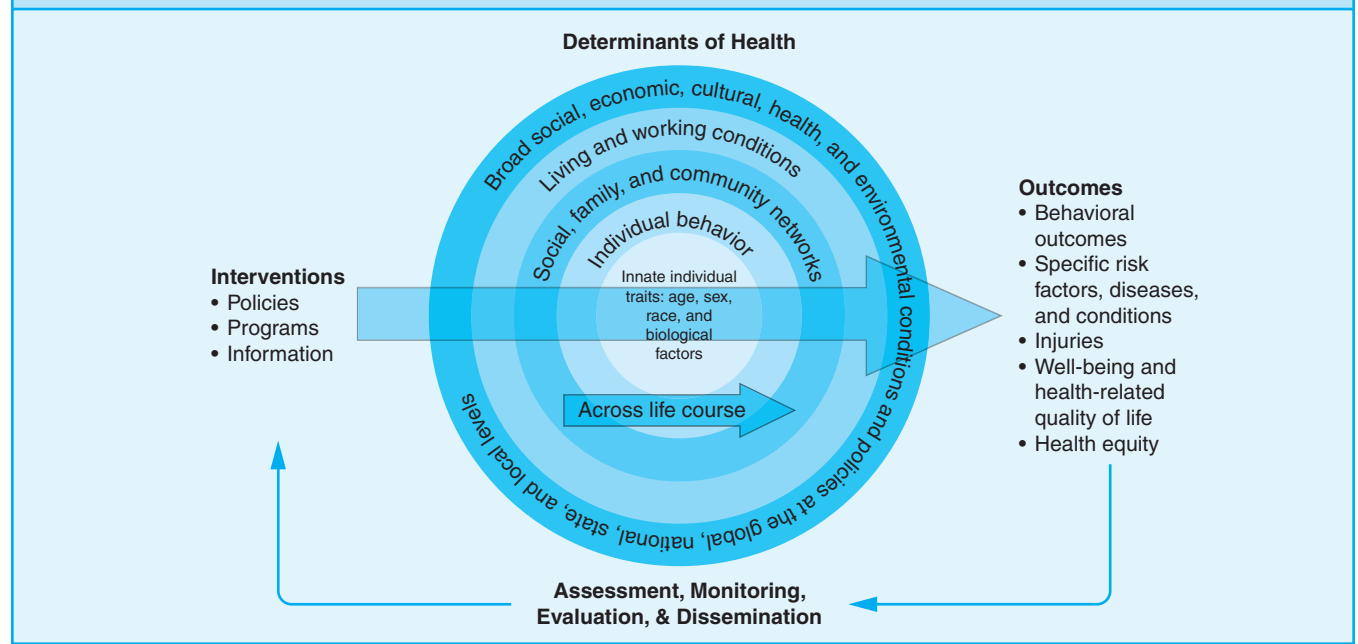 Determinants of Health
Broad social, economic, cultural, health, and environmental conditions and policies at the global, national, state, and local levels
Living and working conditions
Social, family, and community networks
Individual behavior
Innate individual
traits: age, sex,
race, and
biological
factors
Across life course
Interventions
• Policies
• Programs
• Information
Outcomes
• Behavioral
outcomes
• Specific risk
factors, diseases,
and conditions
• Injuries
• Well-being and
health-related
quality of life
• Health equity
Assessment, Monitoring,
Evaluation, & Dissemination